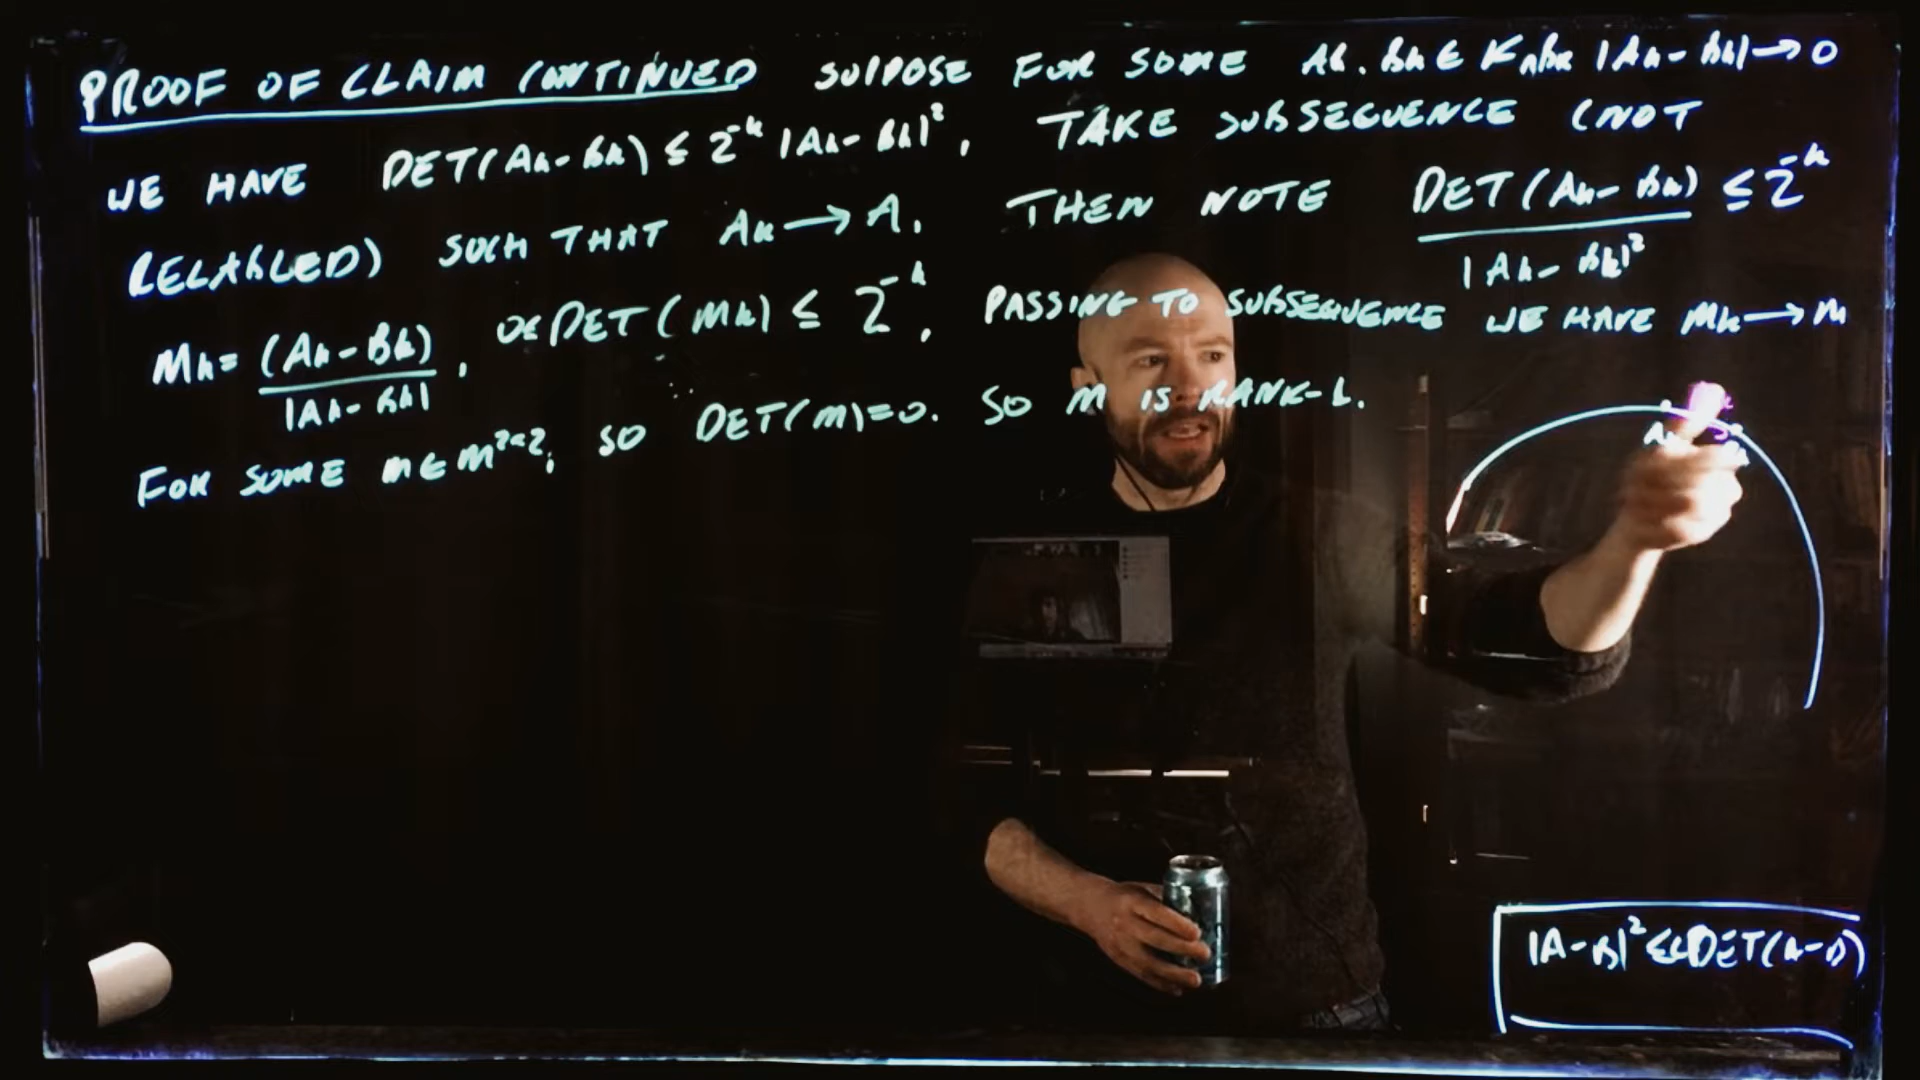 PROOF OF CLAIM CONTINUED SUPPOSE FOR SOME Ak, Bk ∈ K∩BR |Ak - Bk| → 0
WE HAVE DET(Ak - Bk) ≤ 2^-k |Ak - Bk|^2, TAKE SUBSEQUENCE (NOT
RELABLED) SUCH THAT Ak → A, THEN NOTE DET(Ak - Bk) / |Ak - Bk|^2 ≤ 2^-k
Mk = (Ak - Bk) / |Ak - Bk|, 0≤DET(Mk) ≤ 2^-k, PASSING TO SUBSEQUENCE WE HAVE Mk → M
FOR SOME M ∈ M^2×2, SO DET(M)=0. SO M IS RANK-1.
|A - B|^2 ≤ C DET(A-B)